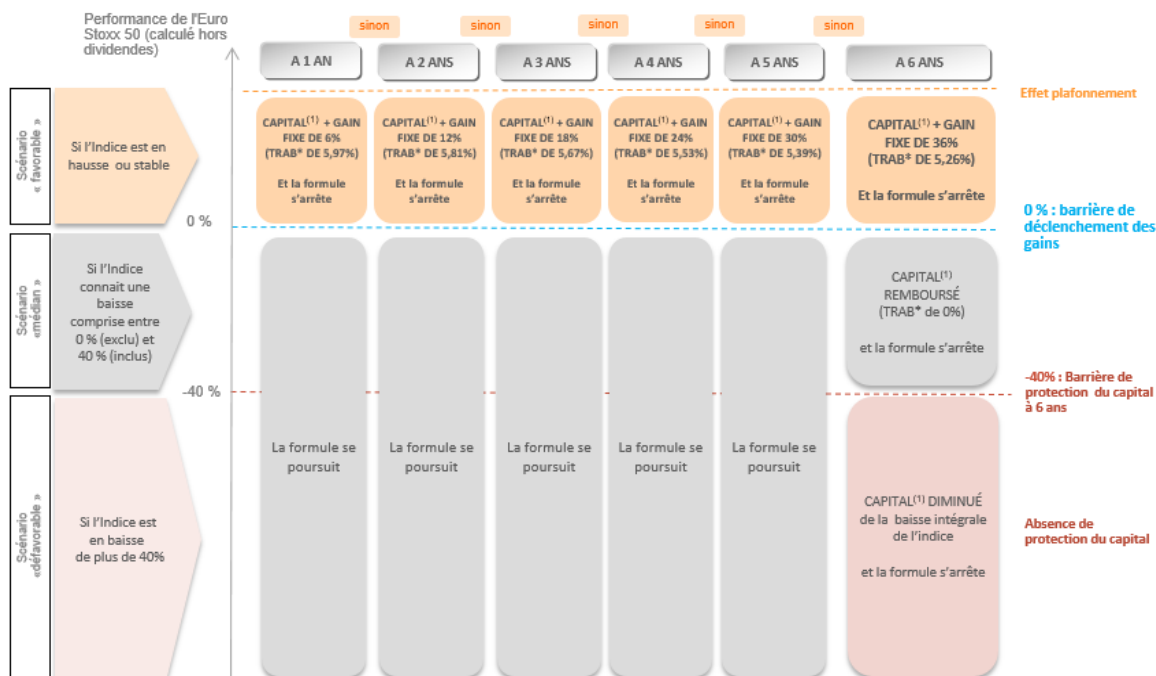 Performance de l'Euro
Stoxx 50 (calculé hors
dividendes)
sinon
sinon
sinon
sinon
sinon
A 1 AN
A 2 ANS
A 3 ANS
A 4 ANS
A 5 ANS
A 6 ANS
Effet plafonnement
Scénario
« favorable »
Si l'Indice est en
hausse ou stable
CAPITAL⁽¹⁾ + GAIN
FIXE DE 6%
(TRAB* DE 5,97%)
Et la formule
s'arrête
CAPITAL⁽¹⁾ + GAIN
FIXE DE 12%
(TRAB* DE 5,81%)
Et la formule
s'arrête
CAPITAL⁽¹⁾ + GAIN
FIXE DE 18%
(TRAB* DE 5,67%)
Et la formule
s'arrête
CAPITAL⁽¹⁾ + GAIN
FIXE DE 24%
(TRAB* DE 5,53%)
Et la formule
s'arrête
CAPITAL⁽¹⁾ + GAIN
FIXE DE 30%
(TRAB* DE 5,39%)
Et la formule
s'arrête
CAPITAL⁽¹⁾ + GAIN
FIXE DE 36%
(TRAB* DE 5,26%)
Et la formule s'arrête
0 %
0 % : barrière de
déclenchement des
gains
Scénario
«médian »
Si l'Indice
connaît une
baisse
comprise entre
0 % (exclu) et
40 % (inclus)
CAPITAL⁽¹⁾
REMBOURSÉ
(TRAB* de 0%)
et la formule s'arrête
-40 %
-40% : Barrière de
protection du capital
à 6 ans
Scénario
«défavorable »
Si l'Indice est
en baisse
de plus de 40%
La formule se
poursuit
La formule se
poursuit
La formule se
poursuit
La formule se
poursuit
La formule se
poursuit
CAPITAL⁽¹⁾ DIMINUÉ
de la baisse intégrale
de l'indice
et la formule s'arrête
Absence de
protection du capital